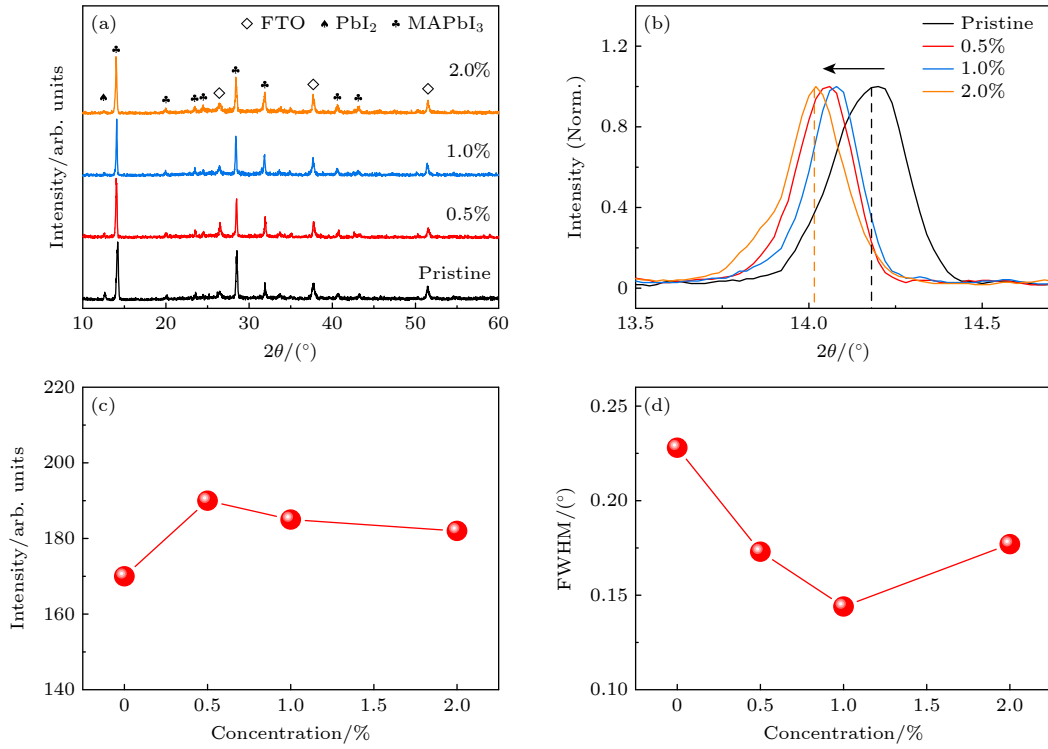 (a)
◇ FTO ♠ PbI₂ ♣ MAPbI₃
2.0%
1.0%
0.5%
Pristine
Intensity/arb. units
10 20 30 40 50 60
2θ/(°)
(b)
Pristine
0.5%
1.0%
2.0%
Intensity (Norm.)
1.2
0.8
0.4
0
13.5 14.0 14.5
2θ/(°)
(c)
Intensity/arb. units
220
200
180
160
140
0 0.5 1.0 1.5 2.0
Concentration/%
(d)
FWHM/(°)
0.25
0.20
0.15
0.10
0 0.5 1.0 1.5 2.0
Concentration/%